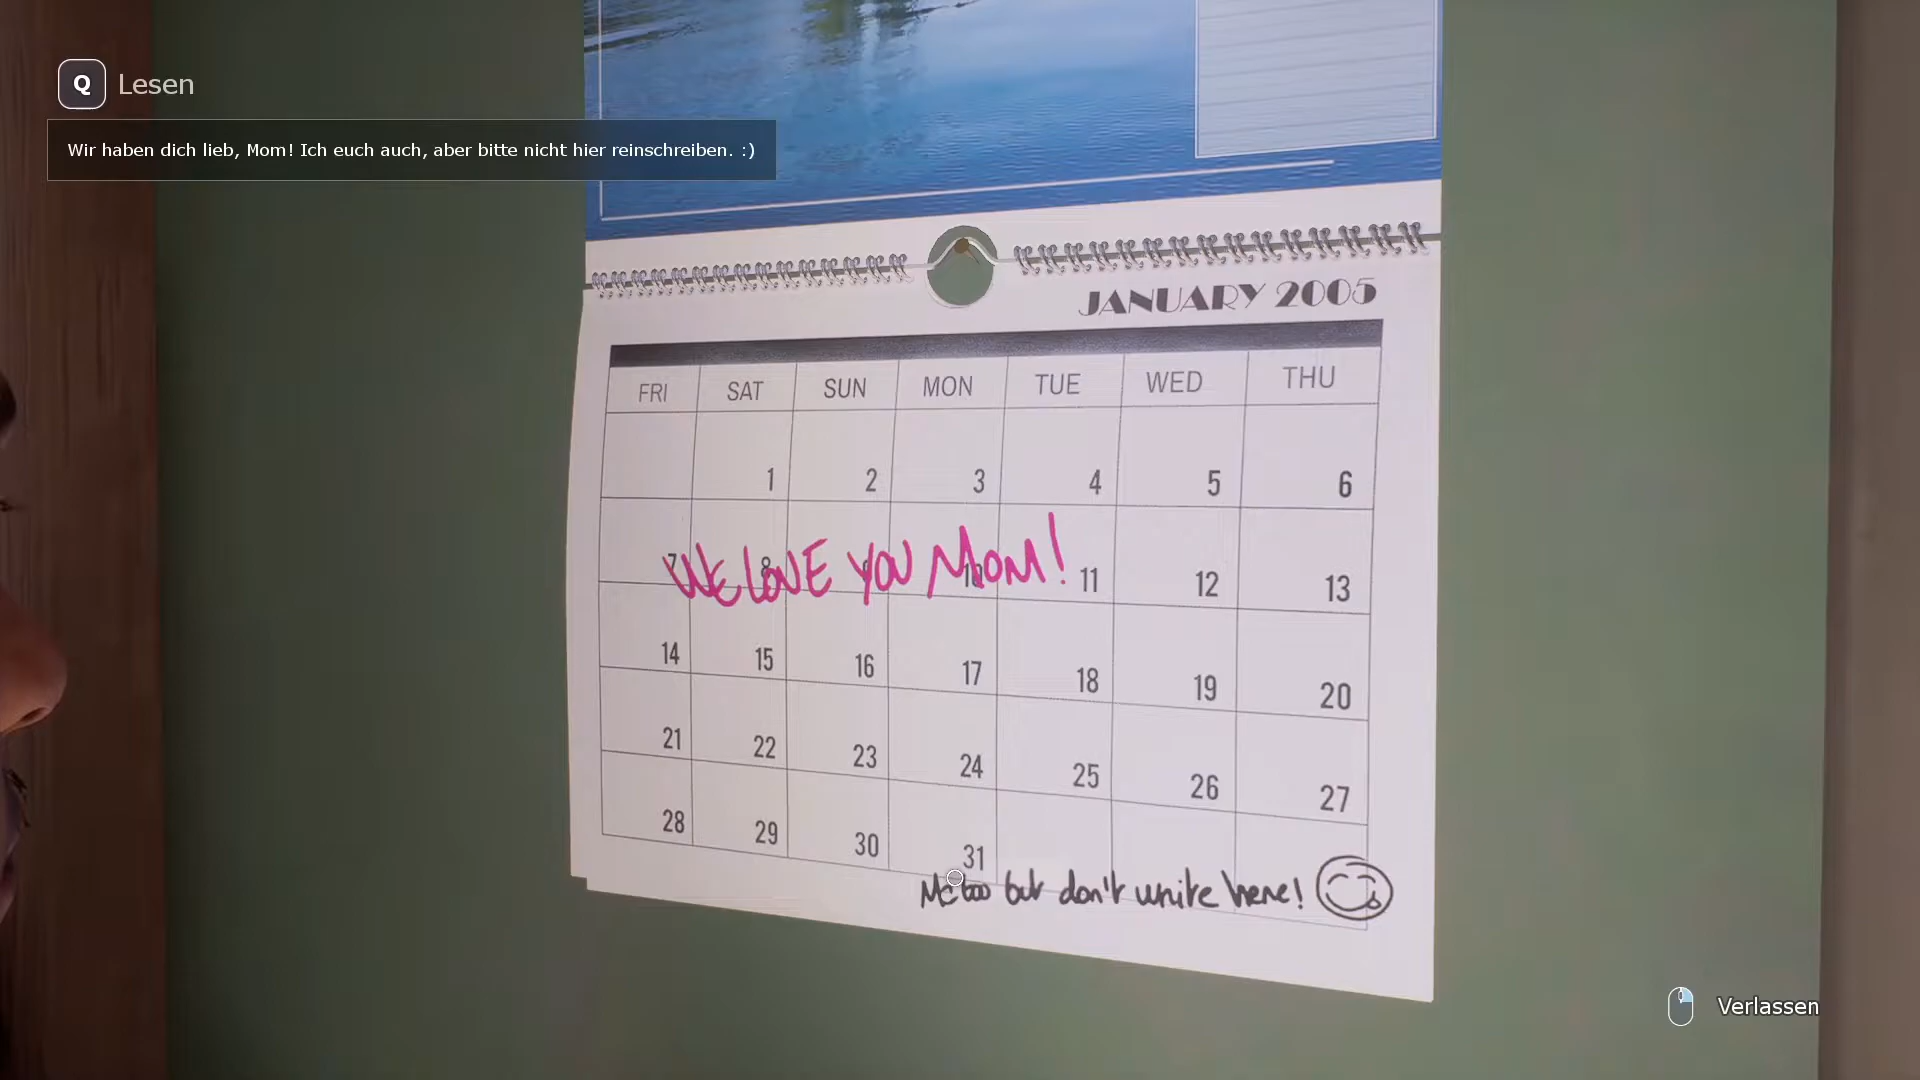 Q Lesen
Wir haben dich lieb, Mom! Ich euch auch, aber bitte nicht hier reinschreiben. :)
JANUARY 2005
FRI SAT SUN MON TUE WED THU
1 2 3 4 5 6
7 8 9 10 11 12 13
WE LOVE YOU MOM!
14 15 16 17 18 19 20
21 22 23 24 25 26 27
28 29 30 31
Me too but don't write here!
Verlassen